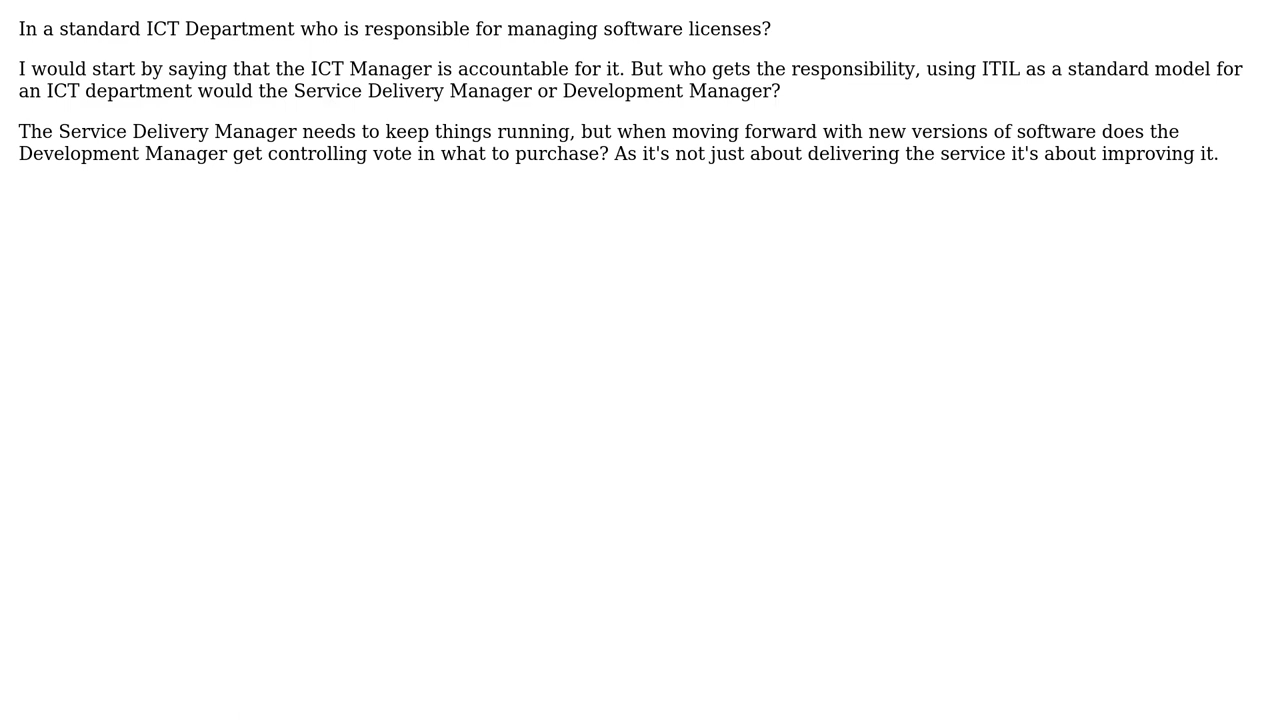 In a standard ICT Department who is responsible for managing software licenses?
I would start by saying that the ICT Manager is accountable for it. But who gets the responsibility, using ITIL as a standard model for
an ICT department would the Service Delivery Manager or Development Manager?
The Service Delivery Manager needs to keep things running, but when moving forward with new versions of software does the
Development Manager get controlling vote in what to purchase? As it's not just about delivering the service it's about improving it.